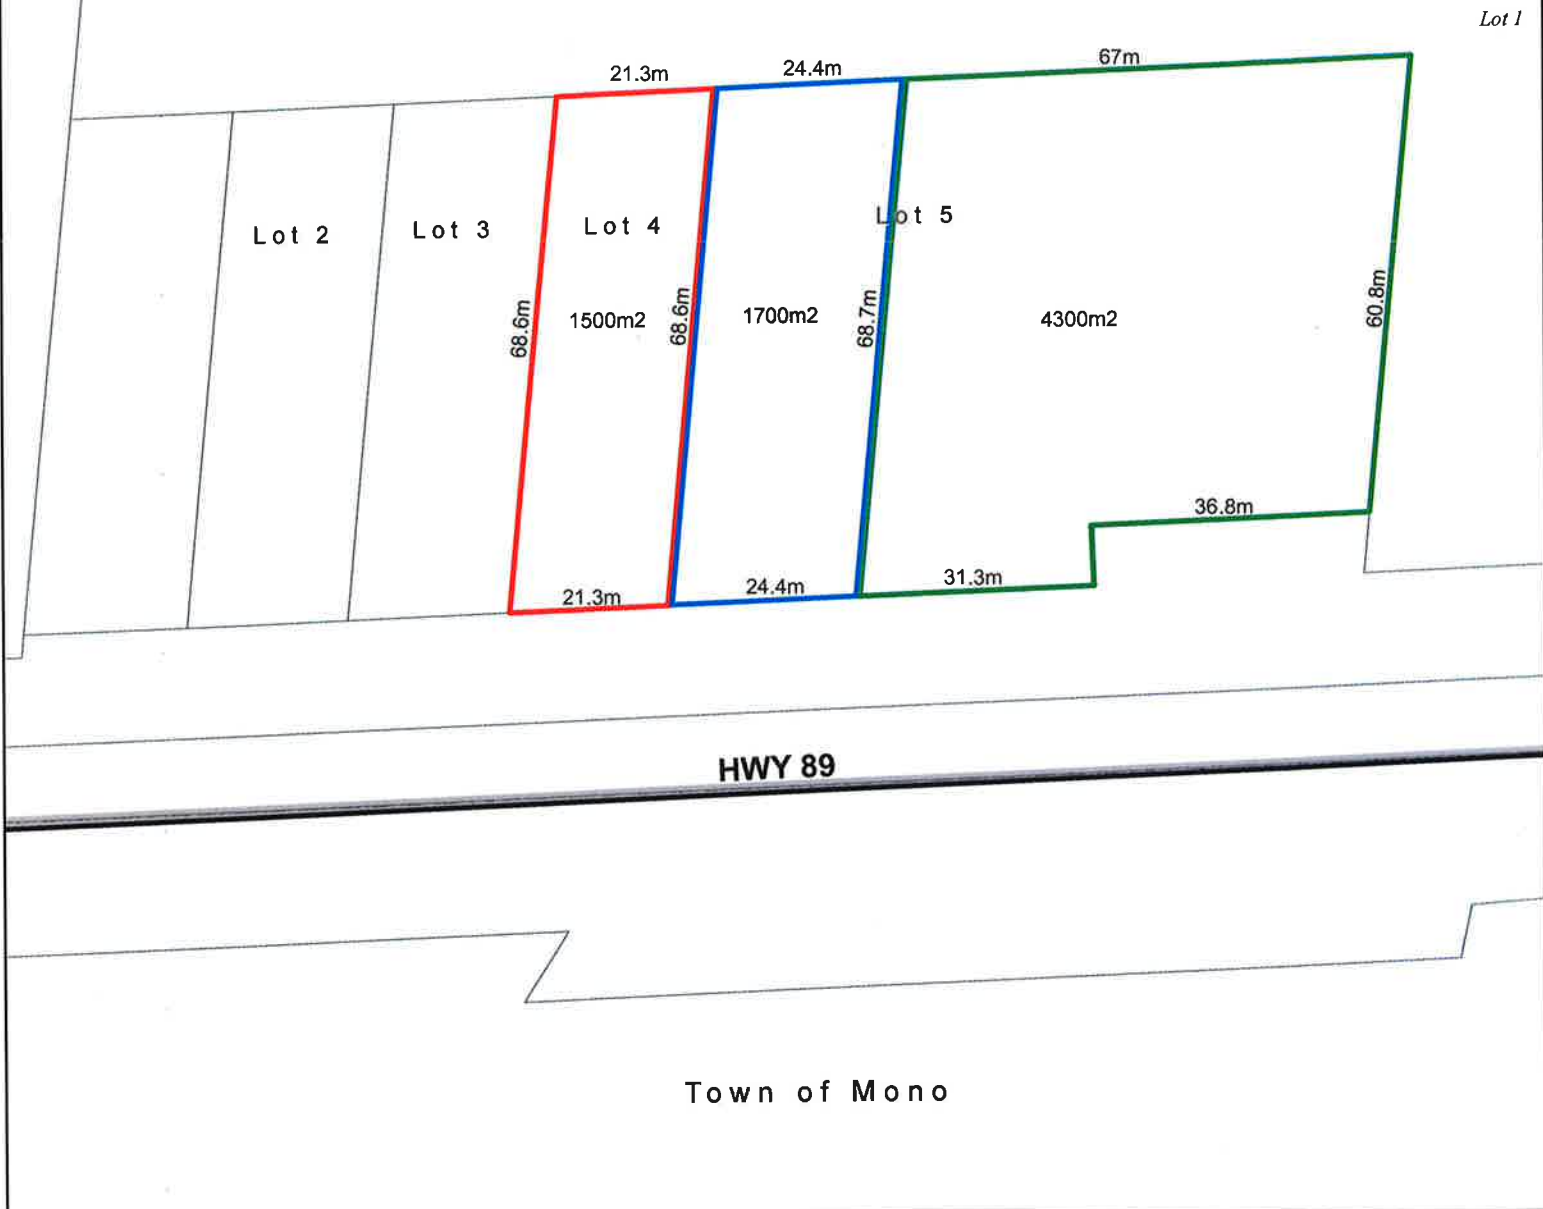 Lot 1
21.3m
24.4m
67m
Lot 2
Lot 3
Lot 4
Lot 5
68.6m
1500m2
68.6m
1700m2
68.7m
4300m2
60.8m
36.8m
21.3m
24.4m
31.3m
HWY 89
Town of Mono